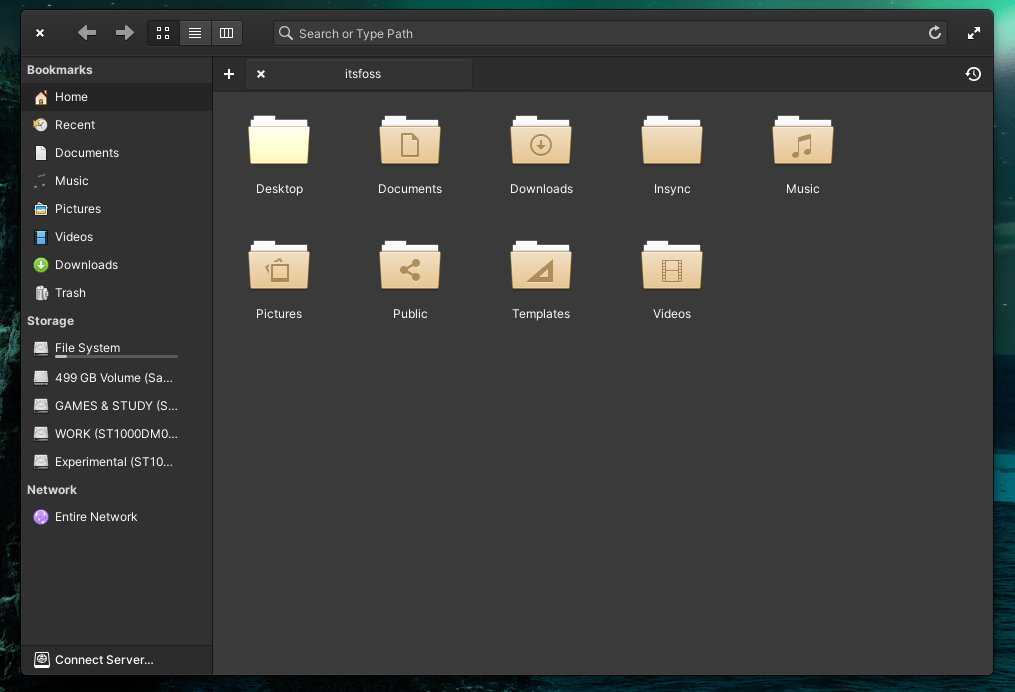 Search or Type Path
Bookmarks
Home
Recent
Documents
Music
Pictures
Videos
Downloads
Trash
Storage
File System
499 GB Volume (Sa...
GAMES & STUDY (S...
WORK (ST1000DM0...
Experimental (ST10...
Network
Entire Network
Connect Server...
itsfoss
Desktop
Documents
Downloads
Insync
Music
Pictures
Public
Templates
Videos